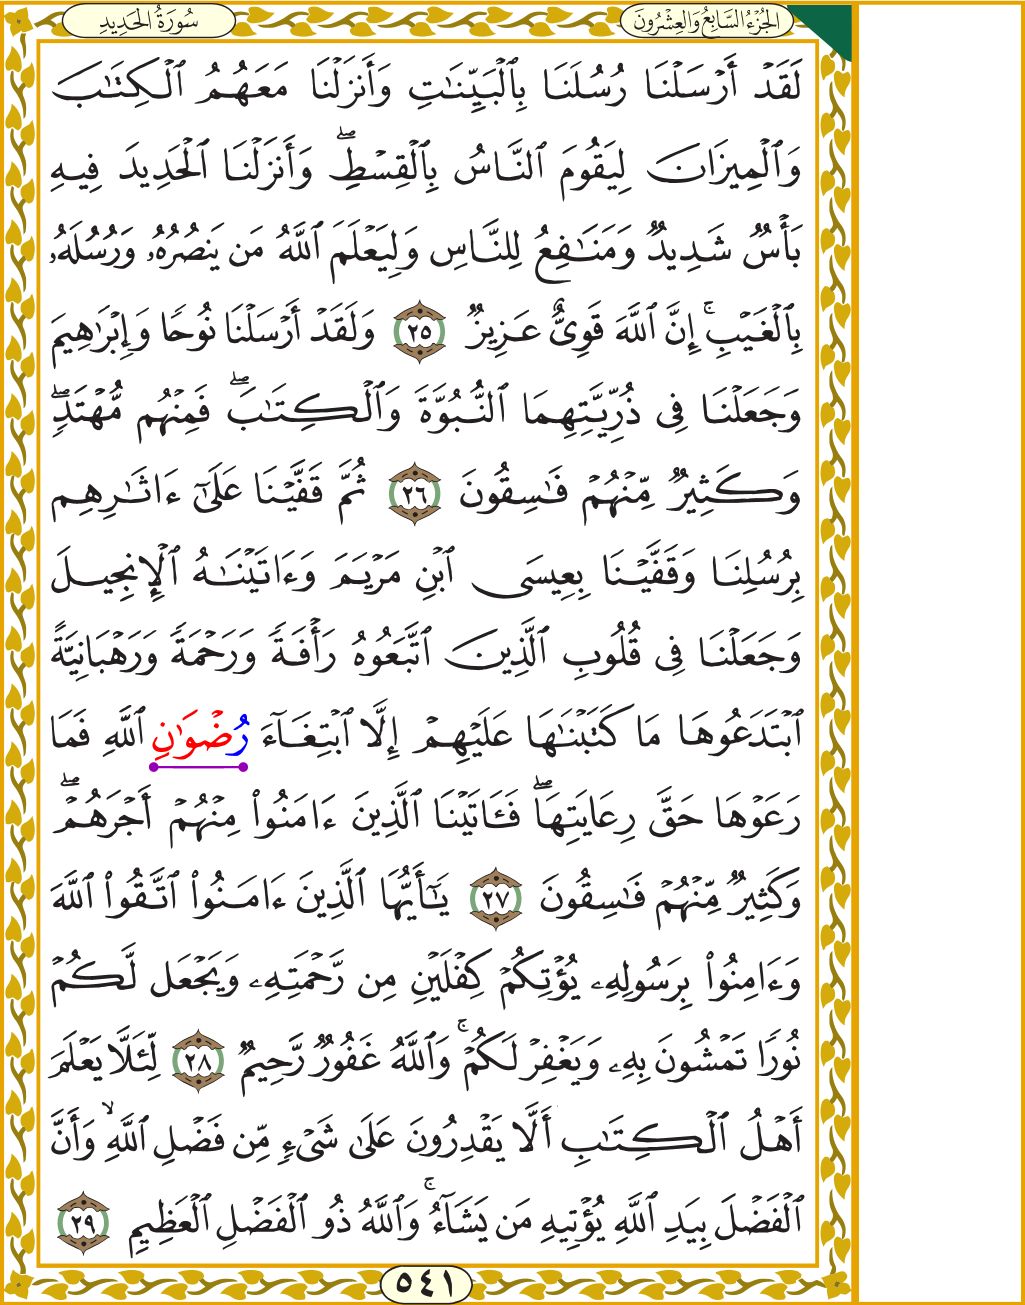 الجُزْءُ السَّابِعُ وَالعِشْرُونَ
سُورَةُ الحَدِيدِ
لَقَدۡ أَرۡسَلۡنَا رُسُلَنَا بِٱلۡبَيِّنَٰتِ وَأَنزَلۡنَا مَعَهُمُ ٱلۡكِتَٰبَ
وَٱلۡمِيزَانَ لِيَقُومَ ٱلنَّاسُ بِٱلۡقِسۡطِۖ وَأَنزَلۡنَا ٱلۡحَدِيدَ فِيهِ
بَأۡسٞ شَدِيدٞ وَمَنَٰفِعُ لِلنَّاسِ وَلِيَعۡلَمَ ٱللَّهُ مَن يَنصُرُهُۥ وَرُسُلَهُۥ
بِٱلۡغَيۡبِۚ إِنَّ ٱللَّهَ قَوِيٌّ عَزِيزٞ ٢٥ وَلَقَدۡ أَرۡسَلۡنَا نُوحٗا وَإِبۡرَٰهِيمَ
وَجَعَلۡنَا فِي ذُرِّيَّتِهِمَا ٱلنُّبُوَّةَ وَٱلۡكِتَٰبَۖ فَمِنۡهُم مُّهۡتَدٖۖ
وَكَثِيرٞ مِّنۡهُمۡ فَٰسِقُونَ ٢٦ ثُمَّ قَفَّيۡنَا عَلَىٰٓ ءَاثَٰرِهِم
بِرُسُلِنَا وَقَفَّيۡنَا بِعِيسَى ٱبۡنِ مَرۡيَمَ وَءَاتَيۡنَٰهُ ٱلۡإِنجِيلَ
وَجَعَلۡنَا فِي قُلُوبِ ٱلَّذِينَ ٱتَّبَعُوهُ رَأۡفَةٗ وَرَحۡمَةٗ وَرَهۡبَانِيَّةً
ٱبۡتَدَعُوهَا مَا كَتَبۡنَٰهَا عَلَيۡهِمۡ إِلَّا ٱبۡتِغَآءَ رُضۡوَٰنِ ٱللَّهِ فَمَا
رَعَوۡهَا حَقَّ رِعَايَتِهَاۖ فَـَٔاتَيۡنَا ٱلَّذِينَ ءَامَنُواْ مِنۡهُمۡ أَجۡرَهُمۡۖ
وَكَثِيرٞ مِّنۡهُمۡ فَٰسِقُونَ ٢٧ يَٰٓأَيُّهَا ٱلَّذِينَ ءَامَنُواْ ٱتَّقُواْ ٱللَّهَ
وَءَامِنُواْ بِرَسُولِهِۦ يُؤۡتِكُمۡ كِفۡلَيۡنِ مِن رَّحۡمَتِهِۦ وَيَجۡعَل لَّكُمۡ
نُورٗا تَمۡشُونَ بِهِۦ وَيَغۡفِرۡ لَكُمۡۚ وَٱللَّهُ غَفُورٞ رَّحِيمٞ ٢٨ لِّئَلَّا يَعۡلَمَ
أَهۡلُ ٱلۡكِتَٰبِ أَلَّا يَقۡدِرُونَ عَلَىٰ شَيۡءٖ مِّن فَضۡلِ ٱللَّهِۙ وَأَنَّ
ٱلۡفَضۡلَ بِيَدِ ٱللَّهِ يُؤۡتِيهِ مَن يَشَآءُۚ وَٱللَّهُ ذُو ٱلۡفَضۡلِ ٱلۡعَظِيمِ ٢٩
٥٤١